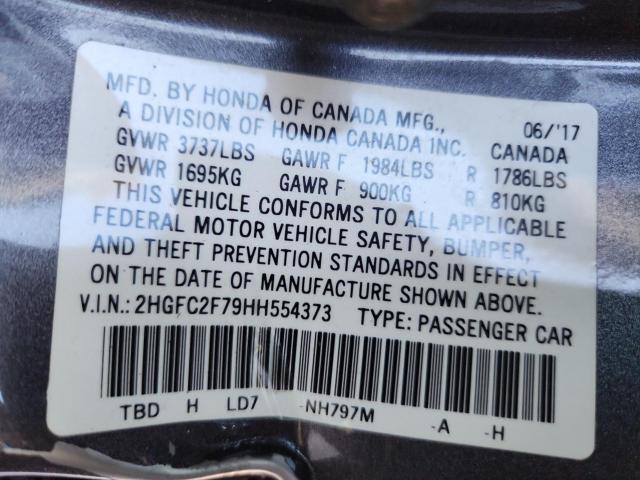 MFD. BY HONDA OF CANADA MFG., 06/'17
A DIVISION OF HONDA CANADA INC. CANADA
GVWR 3737LBS GAWR F 1984LBS R 1786LBS
GVWR 1695KG GAWR F 900KG R 810KG
THIS VEHICLE CONFORMS TO ALL APPLICABLE
FEDERAL MOTOR VEHICLE SAFETY, BUMPER,
AND THEFT PREVENTION STANDARDS IN EFFECT
ON THE DATE OF MANUFACTURE SHOWN ABOVE.
V.I.N.: 2HGFC2F79HH554373 TYPE: PASSENGER CAR
TBD H LD7 -NH797M -A -H